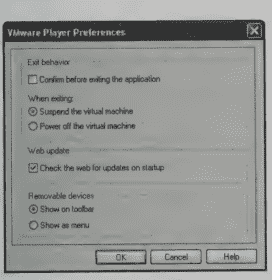 VMware Player Preferences
Exit behavior
Confirm before exiting the application
When exiting:
Suspend the virtual machine
Power off the virtual machine
Web update
Check the web for updates on startup
Removable devices
Show on toolbar
Show as menu
OK Cancel Help